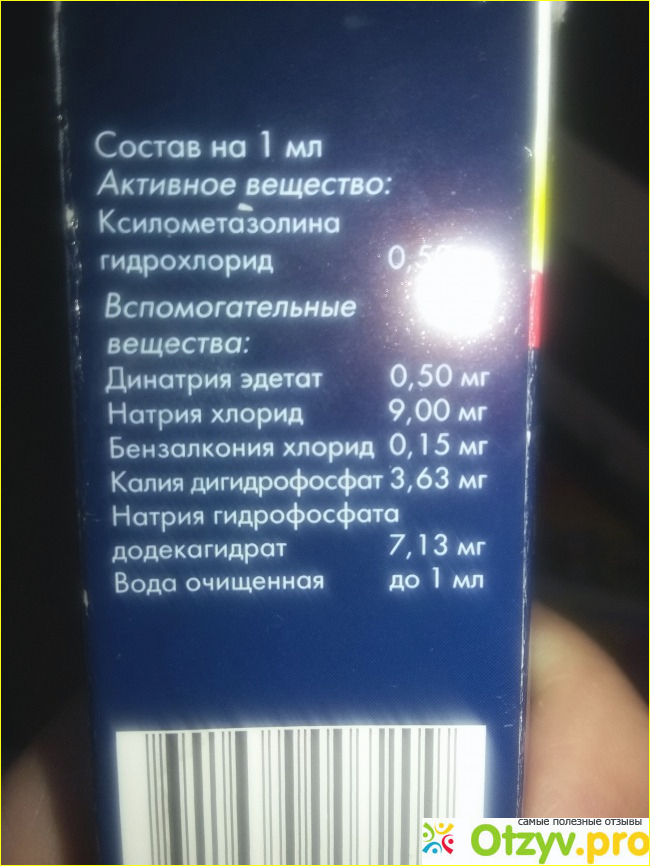 Состав на 1 мл
Активное вещество:
Ксилометазолина
гидрохлорид
Вспомогательные
вещества:
Динатрия эдетат 0,50 мг
Натрия хлорид 9,00 мг
Бензалкония хлорид 0,15 мг
Калия дигидрофосфат 3,63 мг
Натрия гидрофосфата
додекагидрат 7,13 мг
Вода очищенная до 1 мл
самые полезные отзывы
Otzyv.pro